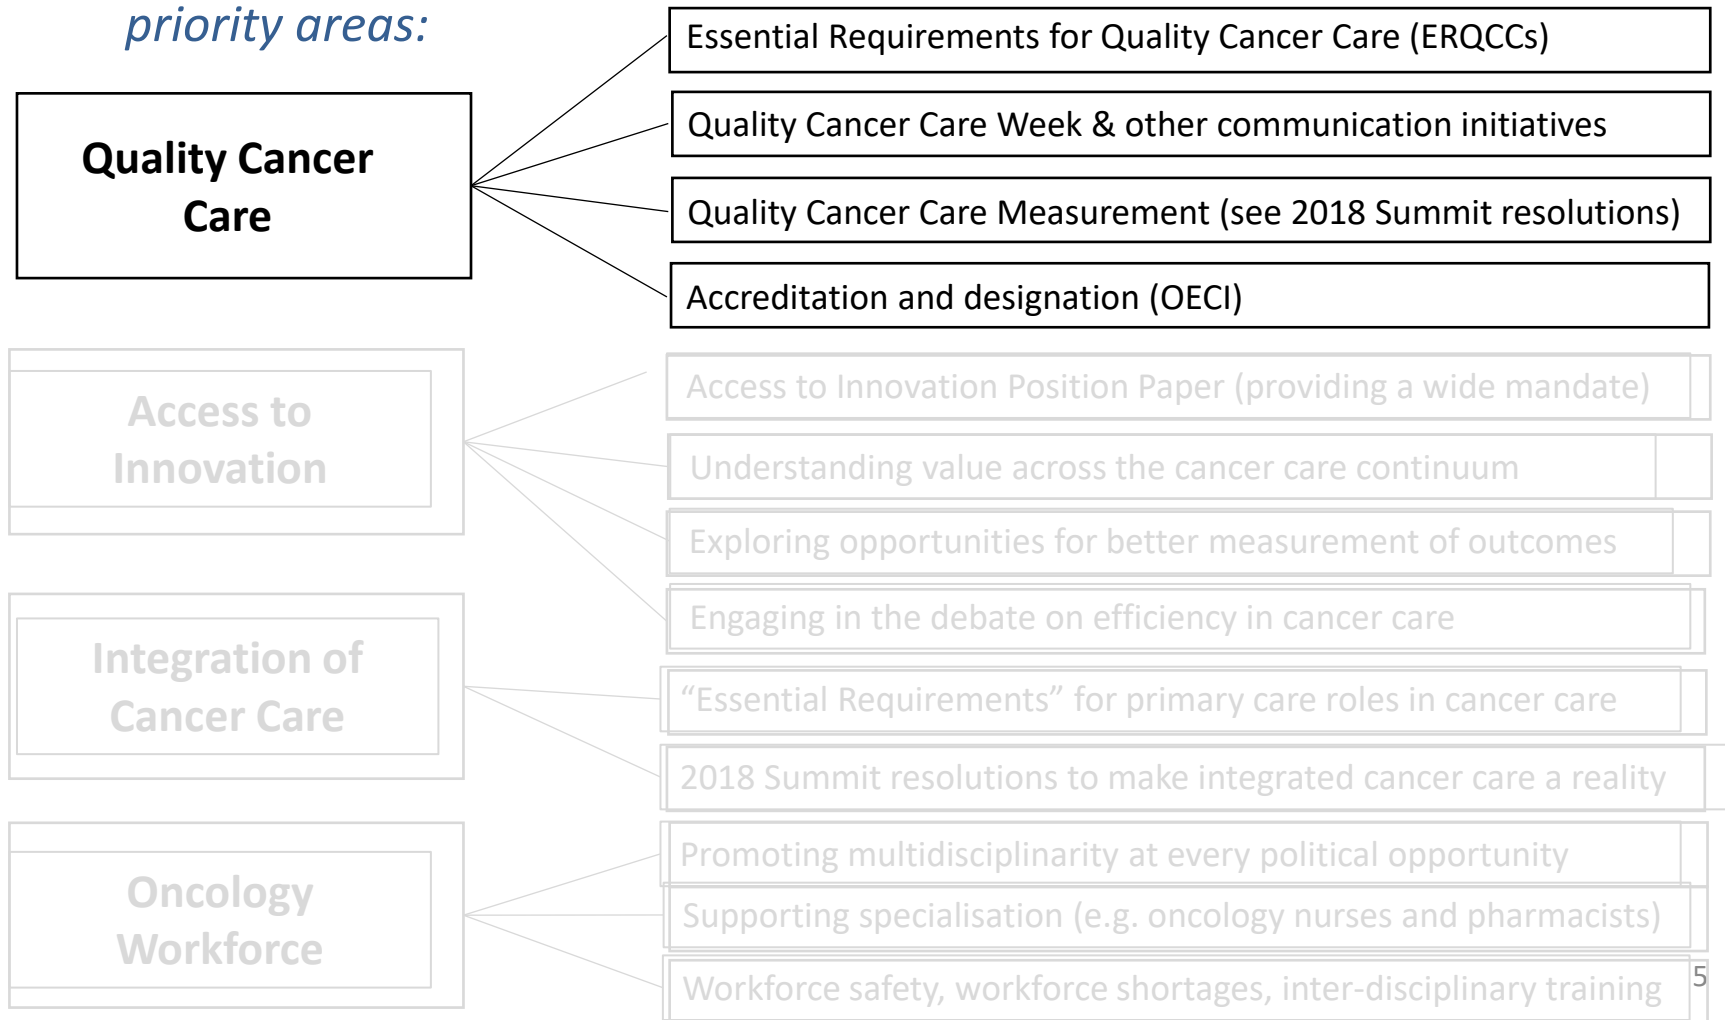 priority areas:
Quality Cancer
Care
Essential Requirements for Quality Cancer Care (ERQCCs)
Quality Cancer Care Week & other communication initiatives
Quality Cancer Care Measurement (see 2018 Summit resolutions)
Accreditation and designation (OECI)
Access to
Innovation
Access to Innovation Position Paper (providing a wide mandate)
Understanding value across the cancer care continuum
Exploring opportunities for better measurement of outcomes
Engaging in the debate on efficiency in cancer care
Integration of
Cancer Care
“Essential Requirements” for primary care roles in cancer care
2018 Summit resolutions to make integrated cancer care a reality
Oncology
Workforce
Promoting multidisciplinarity at every political opportunity
Supporting specialisation (e.g. oncology nurses and pharmacists)
Workforce safety, workforce shortages, inter-disciplinary training
5